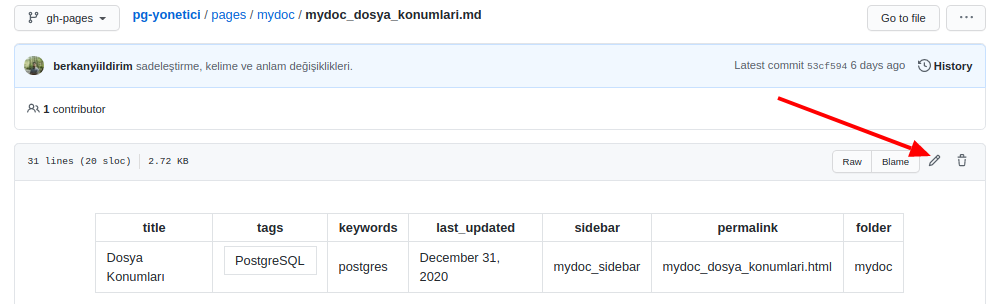 gh-pages pg-yonetici / pages / mydoc / mydoc_dosya_konumlari.md Go to file ...
berkanyiildirim sadeleştirme, kelime ve anlam değişiklikleri. Latest commit 53cf594 6 days ago History
1 contributor
31 lines (20 sloc) 2.72 KB Raw Blame
title tags keywords last_updated sidebar permalink folder
Dosya Konumları PostgreSQL postgres December 31, 2020 mydoc_sidebar mydoc_dosya_konumlari.html mydoc